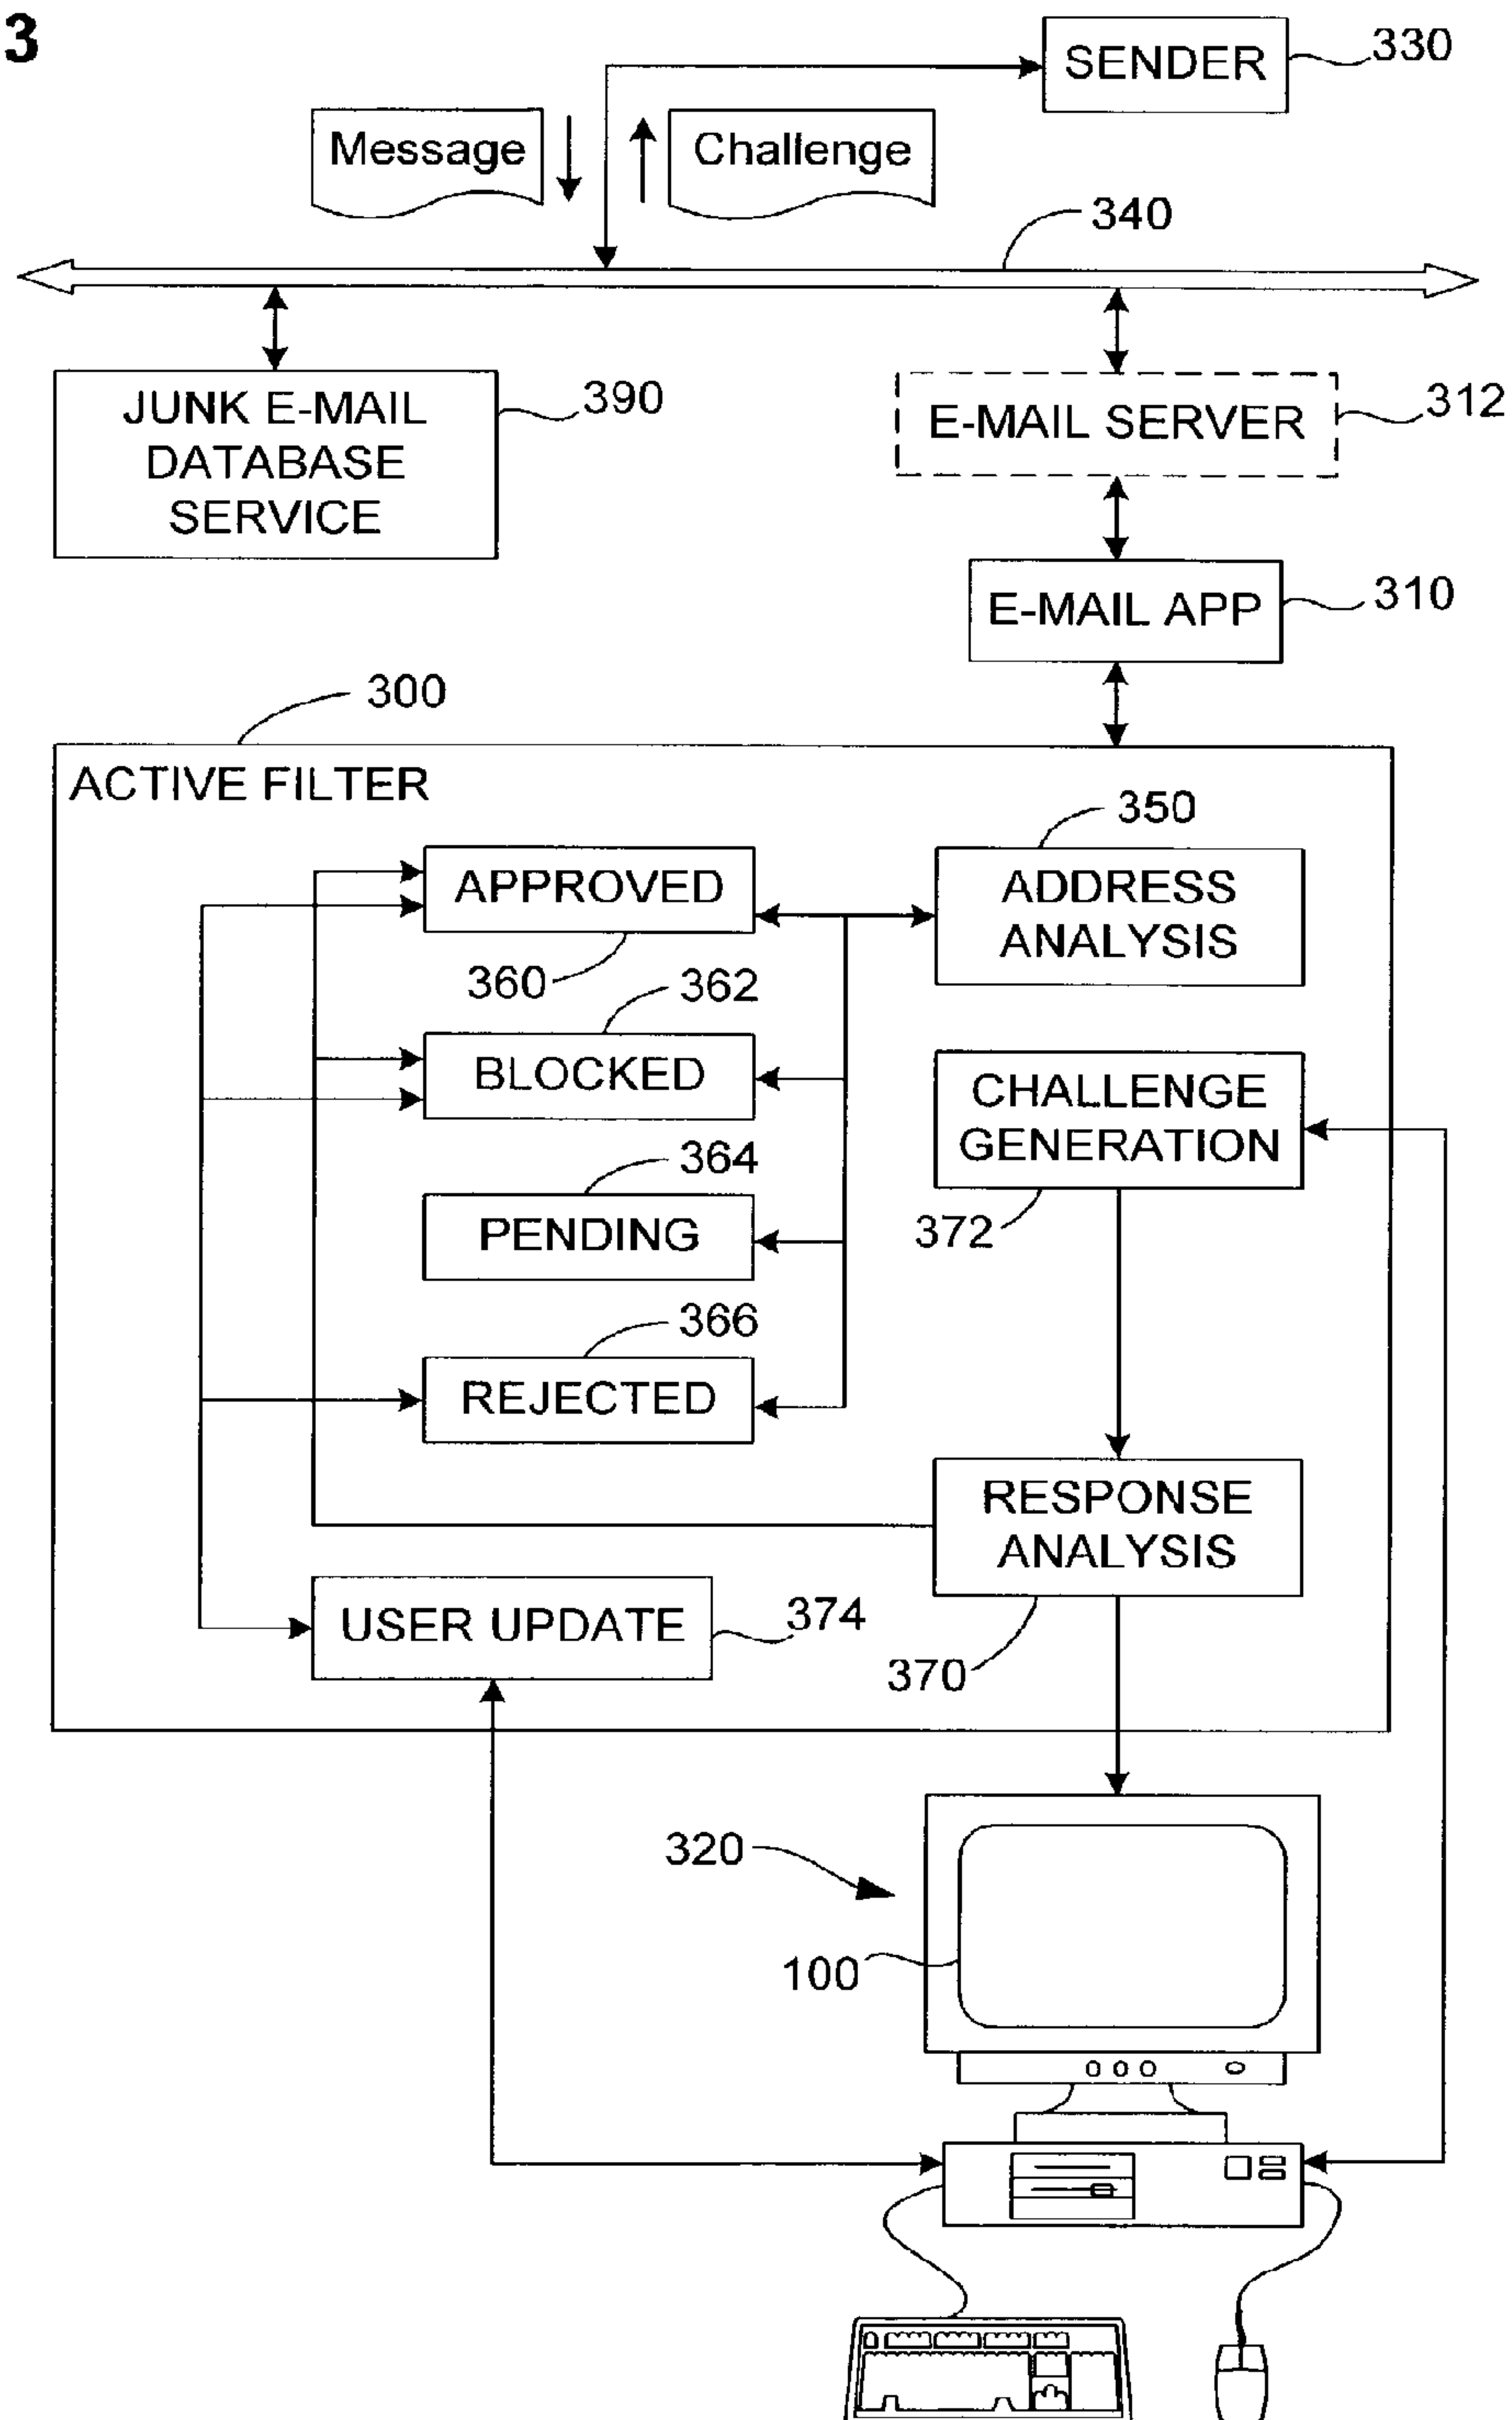 3
SENDER
330
Message
Challenge
340
JUNK E-MAIL
DATABASE
SERVICE
390
E-MAIL SERVER
312
E-MAIL APP
310
300
ACTIVE FILTER
350
APPROVED
ADDRESS
ANALYSIS
360
362
BLOCKED
CHALLENGE
GENERATION
364
372
PENDING
366
REJECTED
RESPONSE
ANALYSIS
USER UPDATE
374
370
320
100